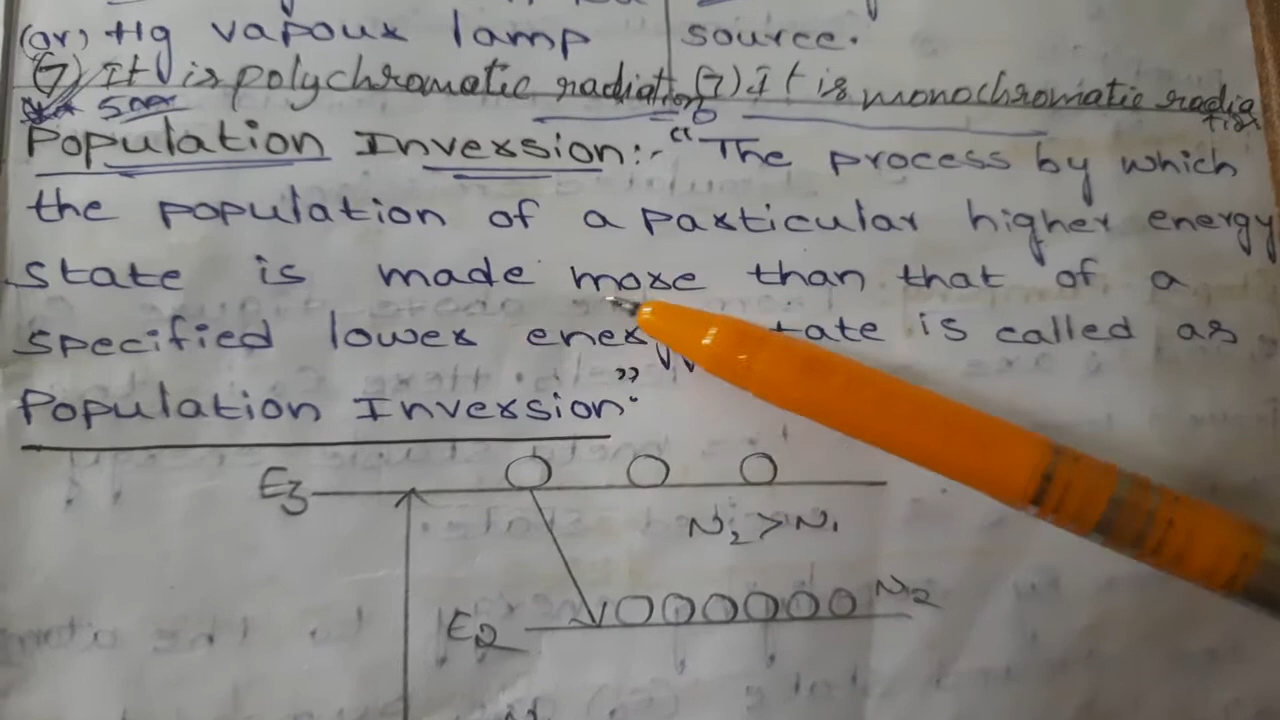 (or) Hg vapour lamp source.
(7) It is polychromatic radiation (7) It is monochromatic radiation
Population Inversion:- "The process by which
the population of a particular higher energy
state is made more than that of a
specified lower state is called as
Population Inversion."
E3
N2 > N1
E2 N2